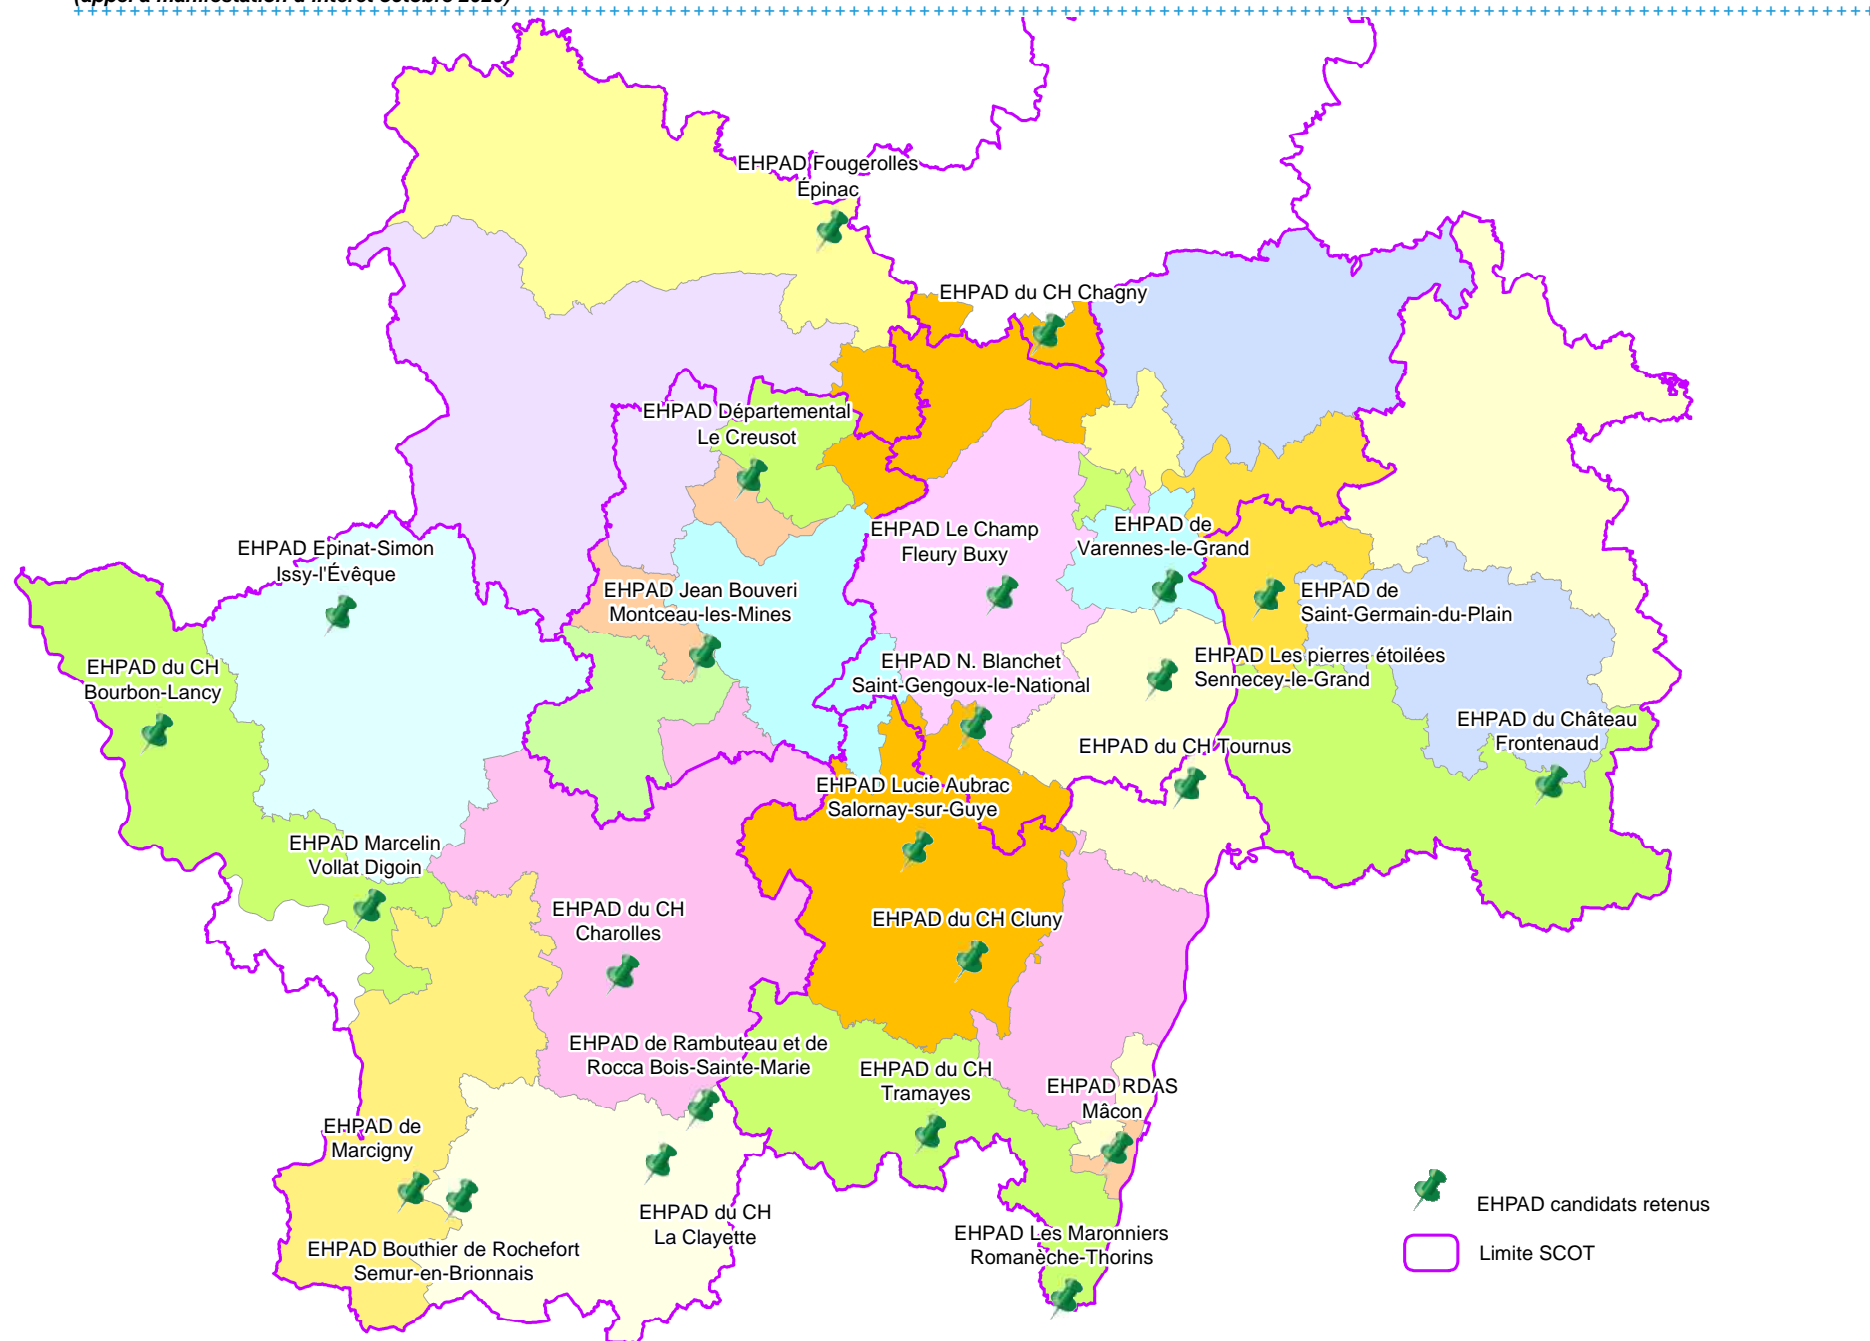 EHPAD Fougerolles
Épinac
EHPAD du CH Chagny
EHPAD Départemental
Le Creusot
EHPAD Le Champ
Fleury Buxy
EHPAD de
Varennes-le-Grand
EHPAD Epinat-Simon
Issy-l'Évêque
EHPAD Jean Bouveri
Montceau-les-Mines
EHPAD de
Saint-Germain-du-Plain
EHPAD du CH
Bourbon-Lancy
EHPAD N. Blanchet
Saint-Gengoux-le-National
EHPAD Les pierres étoilées
Sennecey-le-Grand
EHPAD du Château
Frontenaud
EHPAD du CH Tournus
EHPAD Lucie Aubrac
Salornay-sur-Guye
EHPAD Marcelin
Vollat Digoin
EHPAD du CH
Charolles
EHPAD du CH Cluny
EHPAD de Rambuteau et de
Rocca Bois-Sainte-Marie
EHPAD du CH
Tramayes
EHPAD RDAS
Mâcon
EHPAD de
Marcigny
EHPAD du CH
La Clayette
EHPAD Les Maronniers
Romanèche-Thorins
EHPAD Bouthier de Rochefort
Semur-en-Brionnais
EHPAD candidats retenus
Limite SCOT